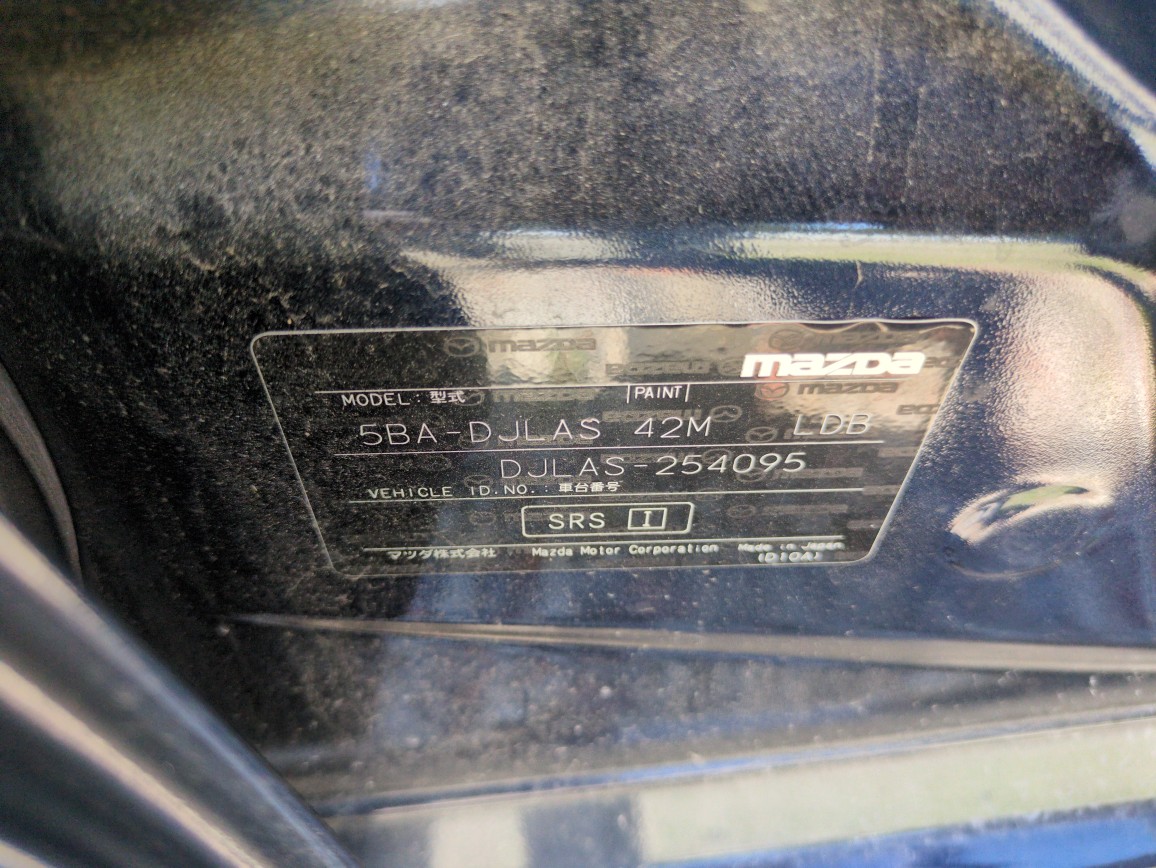 mazda
MODEL : 型式 PAINT
5BA-DJLAS 42M LDB
DJLAS-254095
VEHICLE ID.NO. : 車台番号
SRS I
マツダ株式会社 Mazda Motor Corporation Made in Japan
(D10A)